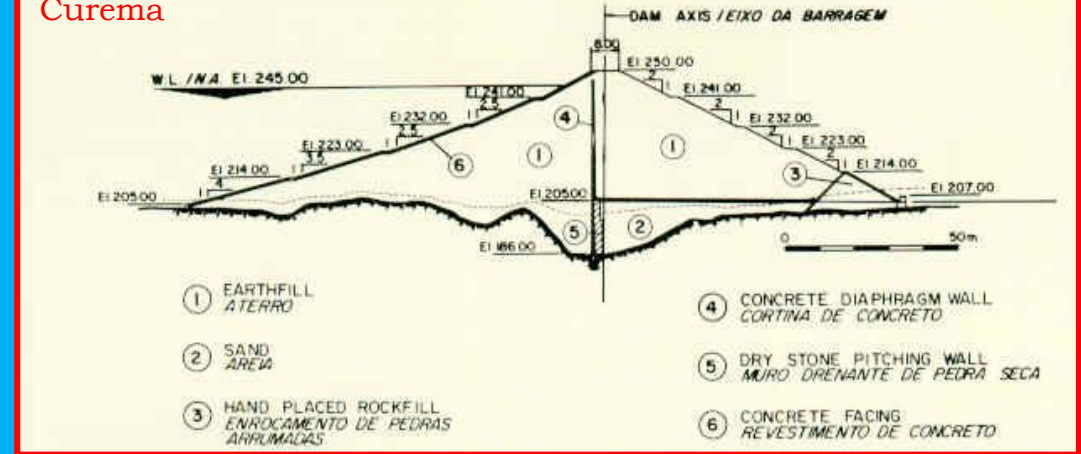 Curema
DAM AXIS / EIXO DA BARRAGEM
6.00
W.L. /N.A. El. 245.00
El. 250.00
2
1
El. 241.00
2.5
1
El. 241.00
2
1
El. 232.00
2.5
1
4
El. 232.00
2
1
El. 223.00
3.5
1
6
1
1
El. 223.00
2
1
El. 214.00
4
1
3
El. 214.00
El. 205.00
El. 205.00
El. 207.00
5
2
El. 186.00
0
50m
1 EARTHFILL
ATERRO
2 SAND
AREIA
3 HAND PLACED ROCKFILL
ENROCAMENTO DE PEDRAS
ARRUMADAS
4 CONCRETE DIAPHRAGM WALL
CORTINA DE CONCRETO
5 DRY STONE PITCHING WALL
MURO DRENANTE DE PEDRA SECA
6 CONCRETE FACING
REVESTIMENTO DE CONCRETO